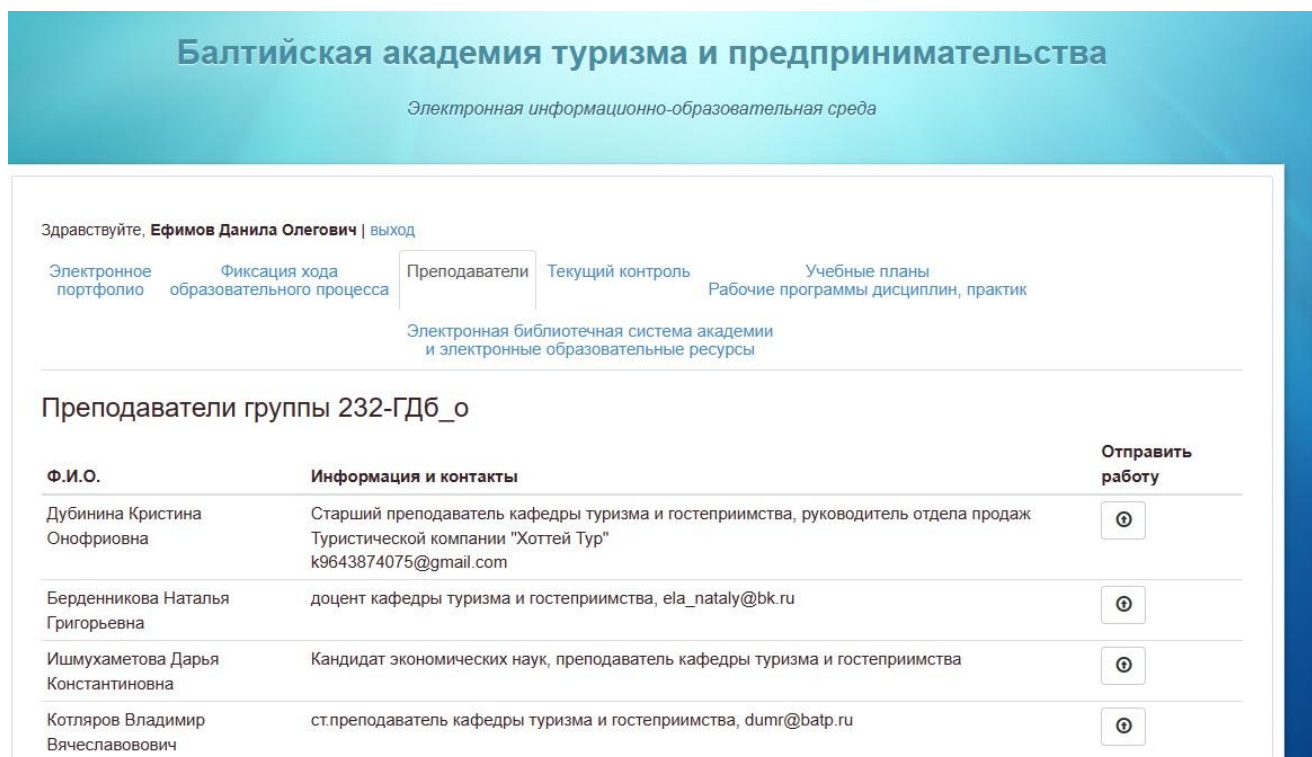 Балтийская академия туризма и предпринимательства
Электронная информационно-образовательная среда
Здравствуйте, Ефимов Данила Олегович | выход
Электронное портфолио
Фиксация хода образовательного процесса
Преподаватели
Текущий контроль
Учебные планы
Рабочие программы дисциплин, практик
Электронная библиотечная система академии
и электронные образовательные ресурсы
Преподаватели группы 232-ГДб_о
Ф.И.О.
Информация и контакты
Отправить
работу
Дубинина Кристина
Онофриовна
Старший преподаватель кафедры туризма и гостеприимства, руководитель отдела продаж
Туристической компании "Хоттей Тур"
k9643874075@gmail.com
Берденникова Наталья
Григорьевна
доцент кафедры туризма и гостеприимства, ela_nataly@bk.ru
Ишмухаметова Дарья
Константиновна
Кандидат экономических наук, преподаватель кафедры туризма и гостеприимства
Котляров Владимир
Вячеславовович
ст.преподаватель кафедры туризма и гостеприимства, dumr@batp.ru